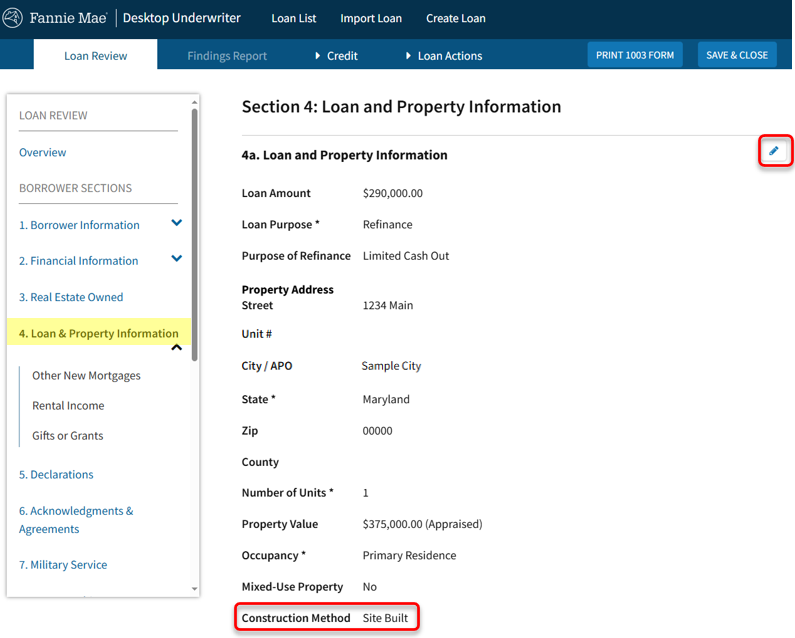 Fannie Mae® | Desktop Underwriter Loan List Import Loan Create Loan
Loan Review Findings Report Credit Loan Actions PRINT 1003 FORM SAVE & CLOSE
LOAN REVIEW
Overview
BORROWER SECTIONS
1. Borrower Information
2. Financial Information
3. Real Estate Owned
4. Loan & Property Information
Other New Mortgages
Rental Income
Gifts or Grants
5. Declarations
6. Acknowledgments &
Agreements
7. Military Service
Section 4: Loan and Property Information
4a. Loan and Property Information
Loan Amount $290,000.00
Loan Purpose * Refinance
Purpose of Refinance Limited Cash Out
Property Address
Street 1234 Main
Unit #
City / APO Sample City
State * Maryland
Zip 00000
County
Number of Units * 1
Property Value $375,000.00 (Appraised)
Occupancy * Primary Residence
Mixed-Use Property No
Construction Method Site Built